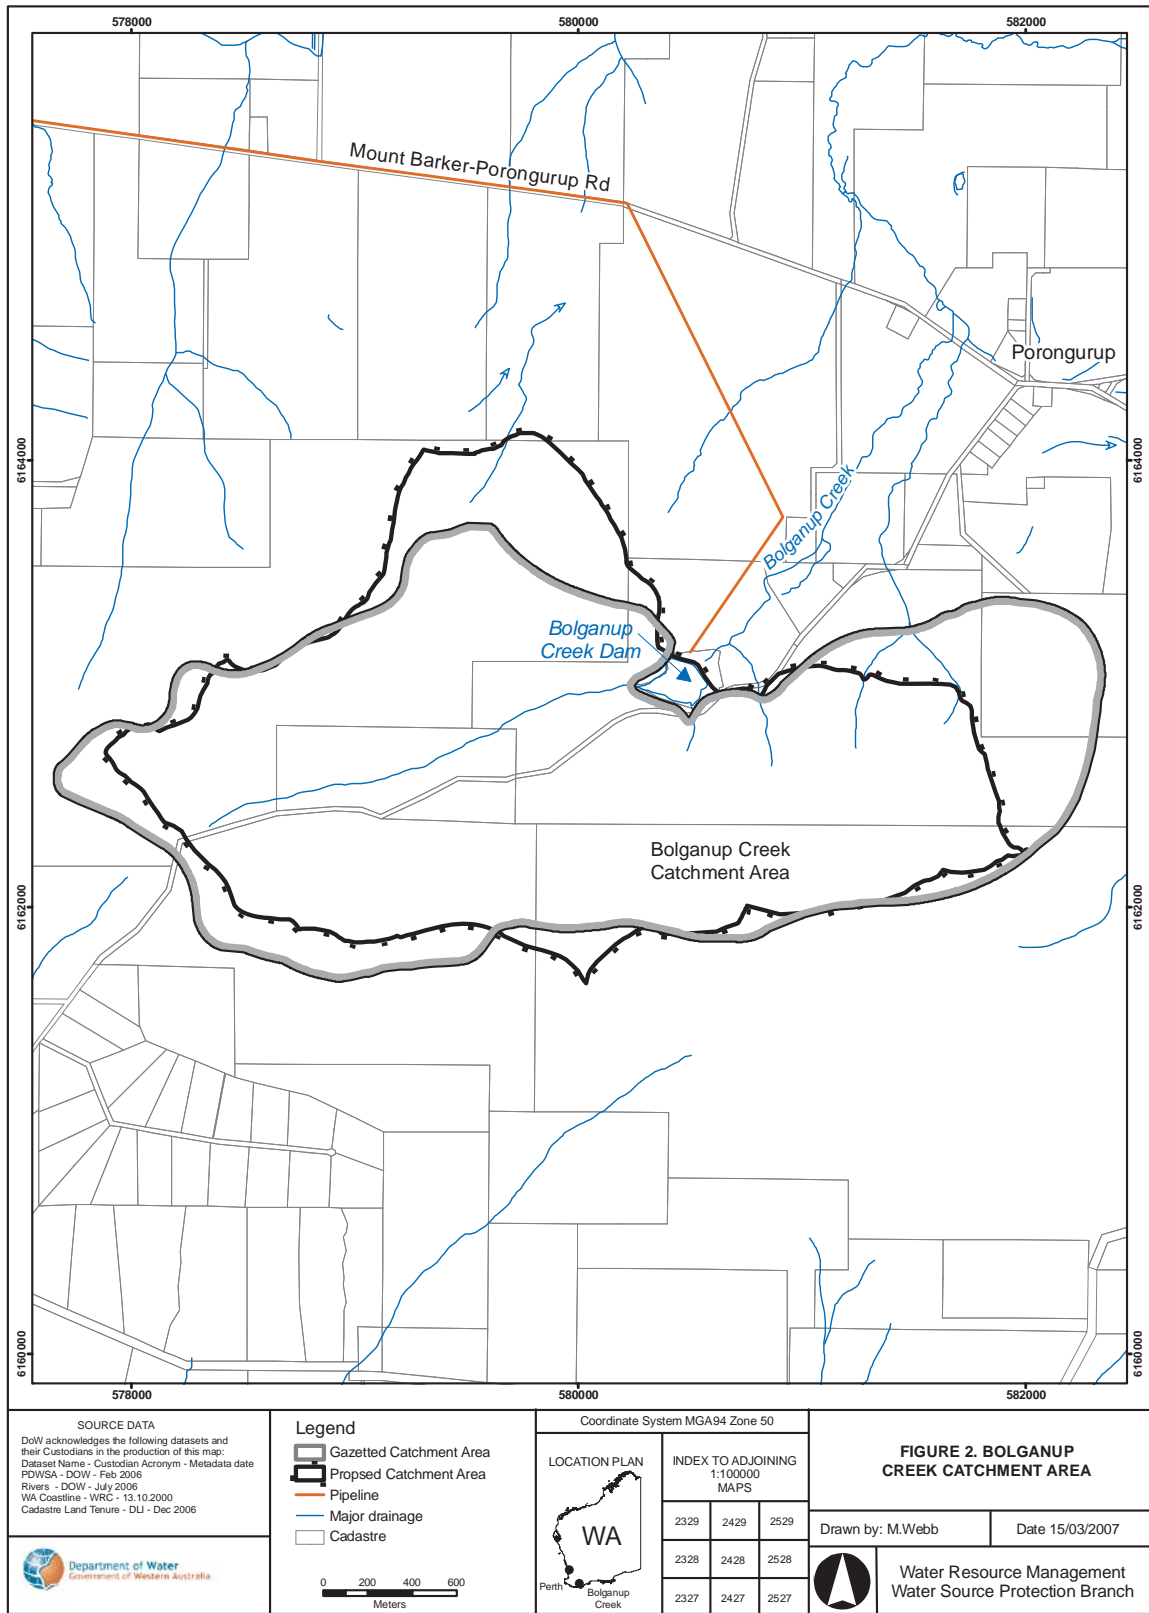 578000
580000
582000
Mount Barker-Porongurup Rd
Porongurup
6164000
6164000
Bolganup Creek
Bolganup
Creek Dam
Bolganup Creek
Catchment Area
6162000
6162000
6160000
6160000
578000
580000
582000
SOURCE DATA
DoW acknowledges the following datasets and
their Custodians in the production of this map:
Dataset Name - Custodian Acronym - Metadata date
PDWSA - DOW - Feb 2006
Rivers - DOW - July 2006
WA Coastline - WRC - 13.10.2000
Cadastre Land Tenure - DLI - Dec 2006
Department of Water
Government of Western Australia
Legend
Gazetted Catchment Area
Propsed Catchment Area
Pipeline
Major drainage
Cadastre
0 200 400 600
Meters
Coordinate System MGA94 Zone 50
LOCATION PLAN
WA
Perth
Bolganup
Creek
INDEX TO ADJOINING
1:100000
MAPS
2329 2429 2529
2328 2428 2528
2327 2427 2527
FIGURE 2. BOLGANUP
CREEK CATCHMENT AREA
Drawn by: M.Webb
Date 15/03/2007
Water Resource Management
Water Source Protection Branch